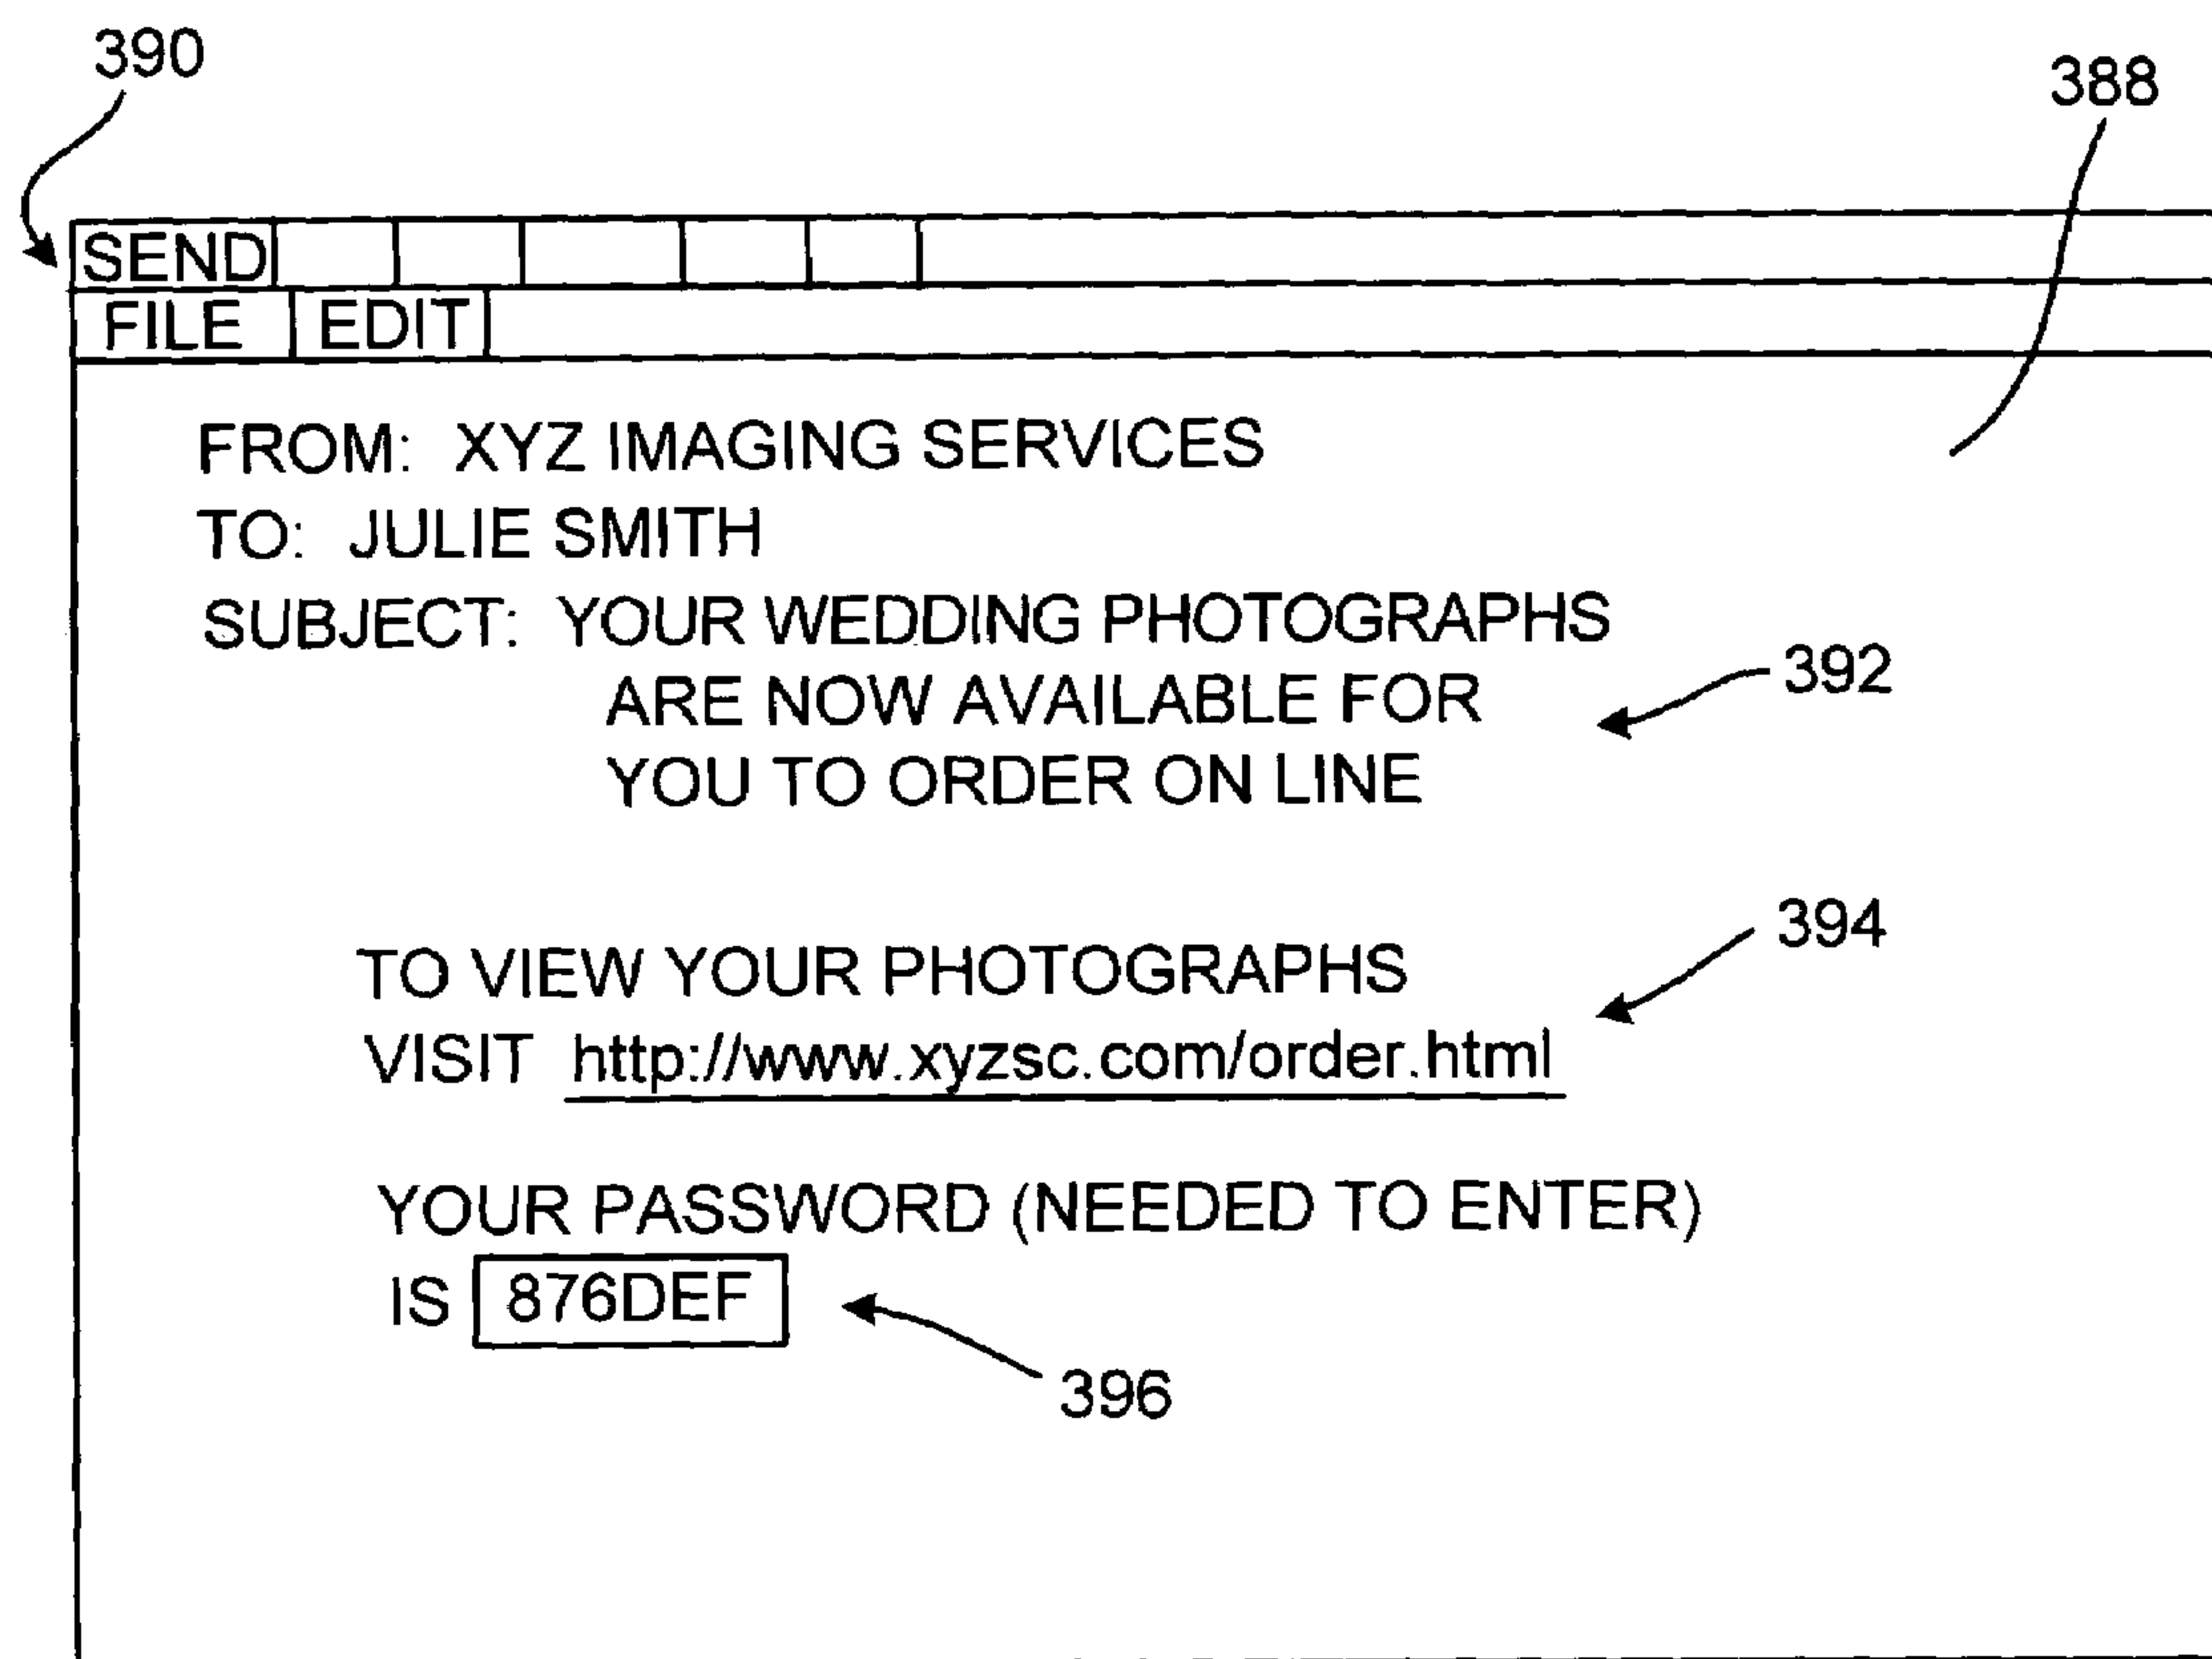 390
388
SEND
FILE EDIT
FROM: XYZ IMAGING SERVICES
TO: JULIE SMITH
SUBJECT: YOUR WEDDING PHOTOGRAPHS
392
ARE NOW AVAILABLE FOR
YOU TO ORDER ON LINE
394
TO VIEW YOUR PHOTOGRAPHS
VISIT http://www.xyzsc.com/order.html
YOUR PASSWORD (NEEDED TO ENTER)
IS 876DEF
396